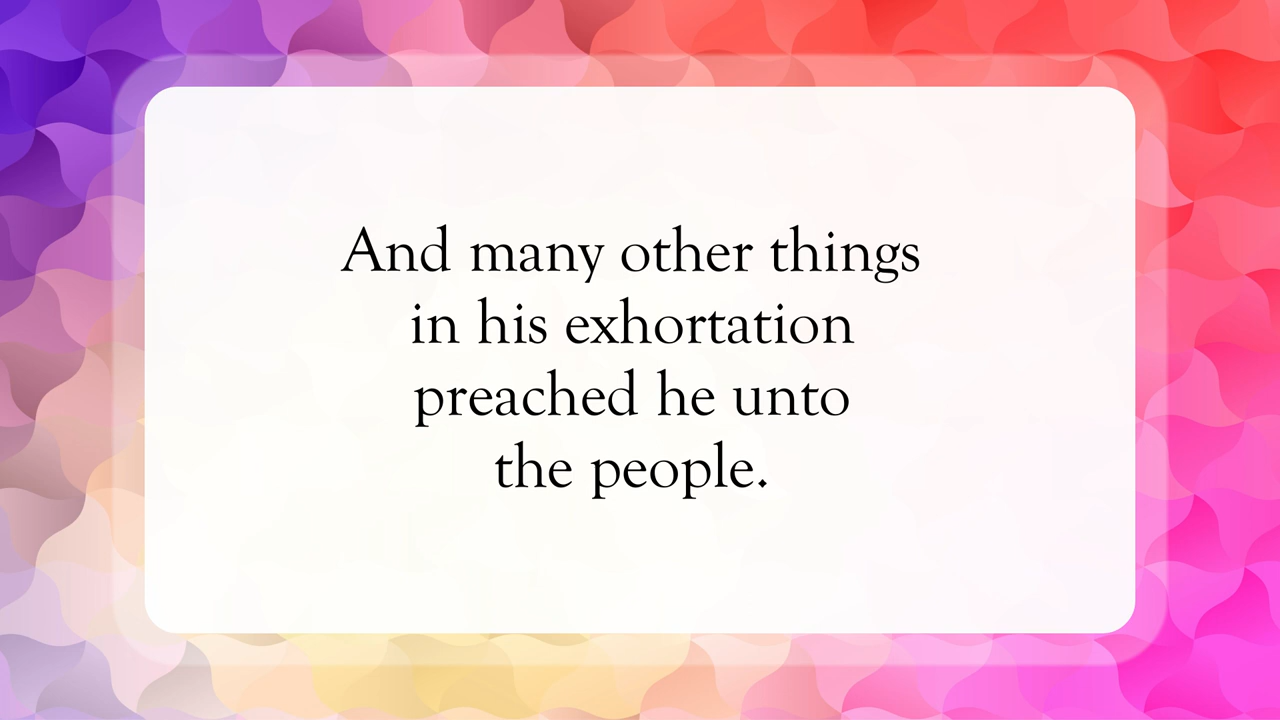 And many other things
in his exhortation
preached he unto
the people.